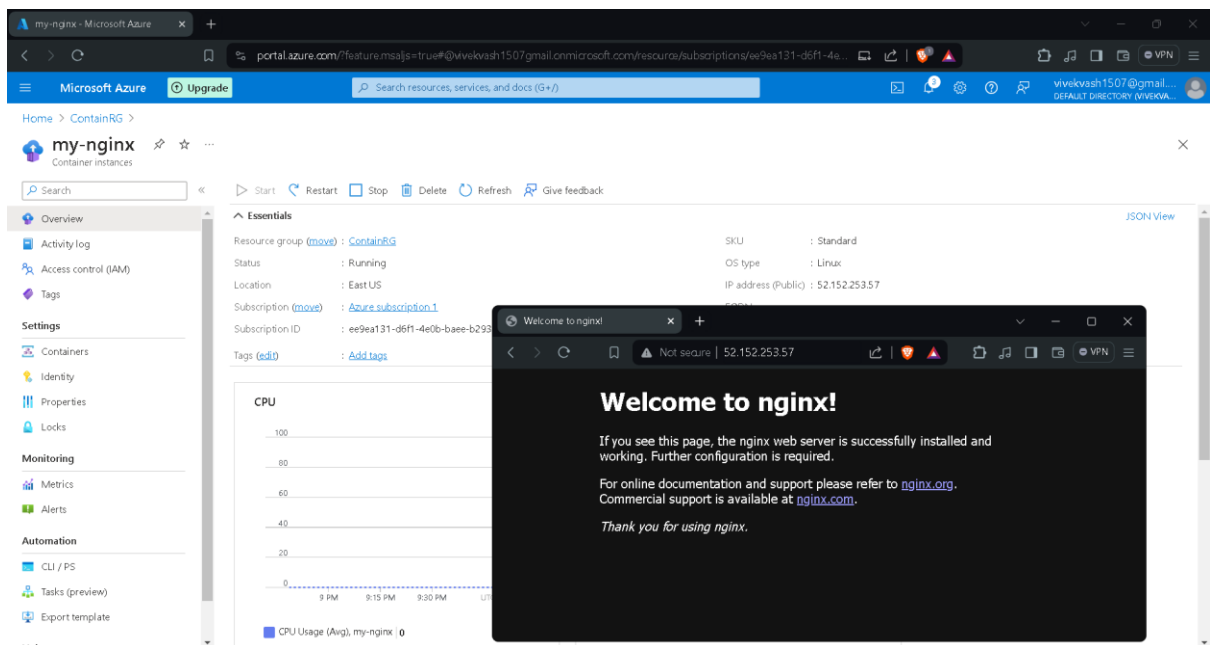 my-nginx - Microsoft Azure
portal.azure.com/?feature.msaljs=true#@vivekvash1507gmail.onmicrosoft.com/resource/subscriptions/ee9ea131-d6f1-4e...
VPN
Microsoft Azure
Upgrade
Search resources, services, and docs (G+/)
3
vivekvash1507@gmail....
DEFAULT DIRECTORY (VIVEKVA...
Home > ContainRG >
my-nginx
Container instances
Search
Start
Restart
Stop
Delete
Refresh
Give feedback
Overview
Activity log
Access control (IAM)
Tags
Settings
Containers
Identity
Properties
Locks
Monitoring
Metrics
Alerts
Automation
CLI / PS
Tasks (preview)
Export template
Essentials
JSON View
Resource group (move) : ContainRG
Status : Running
Location : East US
Subscription (move) : Azure subscription 1
Subscription ID : ee9ea131-d6f1-4e0b-baee-b293
Tags (edit) : Add tags
SKU : Standard
OS type : Linux
IP address (Public) : 52.152.253.57
CPU
100
80
60
40
20
0
9 PM 9:15 PM 9:30 PM
CPU Usage (Avg), my-nginx | 0
Welcome to nginx!
Not secure | 52.152.253.57
VPN
Welcome to nginx!
If you see this page, the nginx web server is successfully installed and
working. Further configuration is required.
For online documentation and support please refer to nginx.org.
Commercial support is available at nginx.com.
Thank you for using nginx.